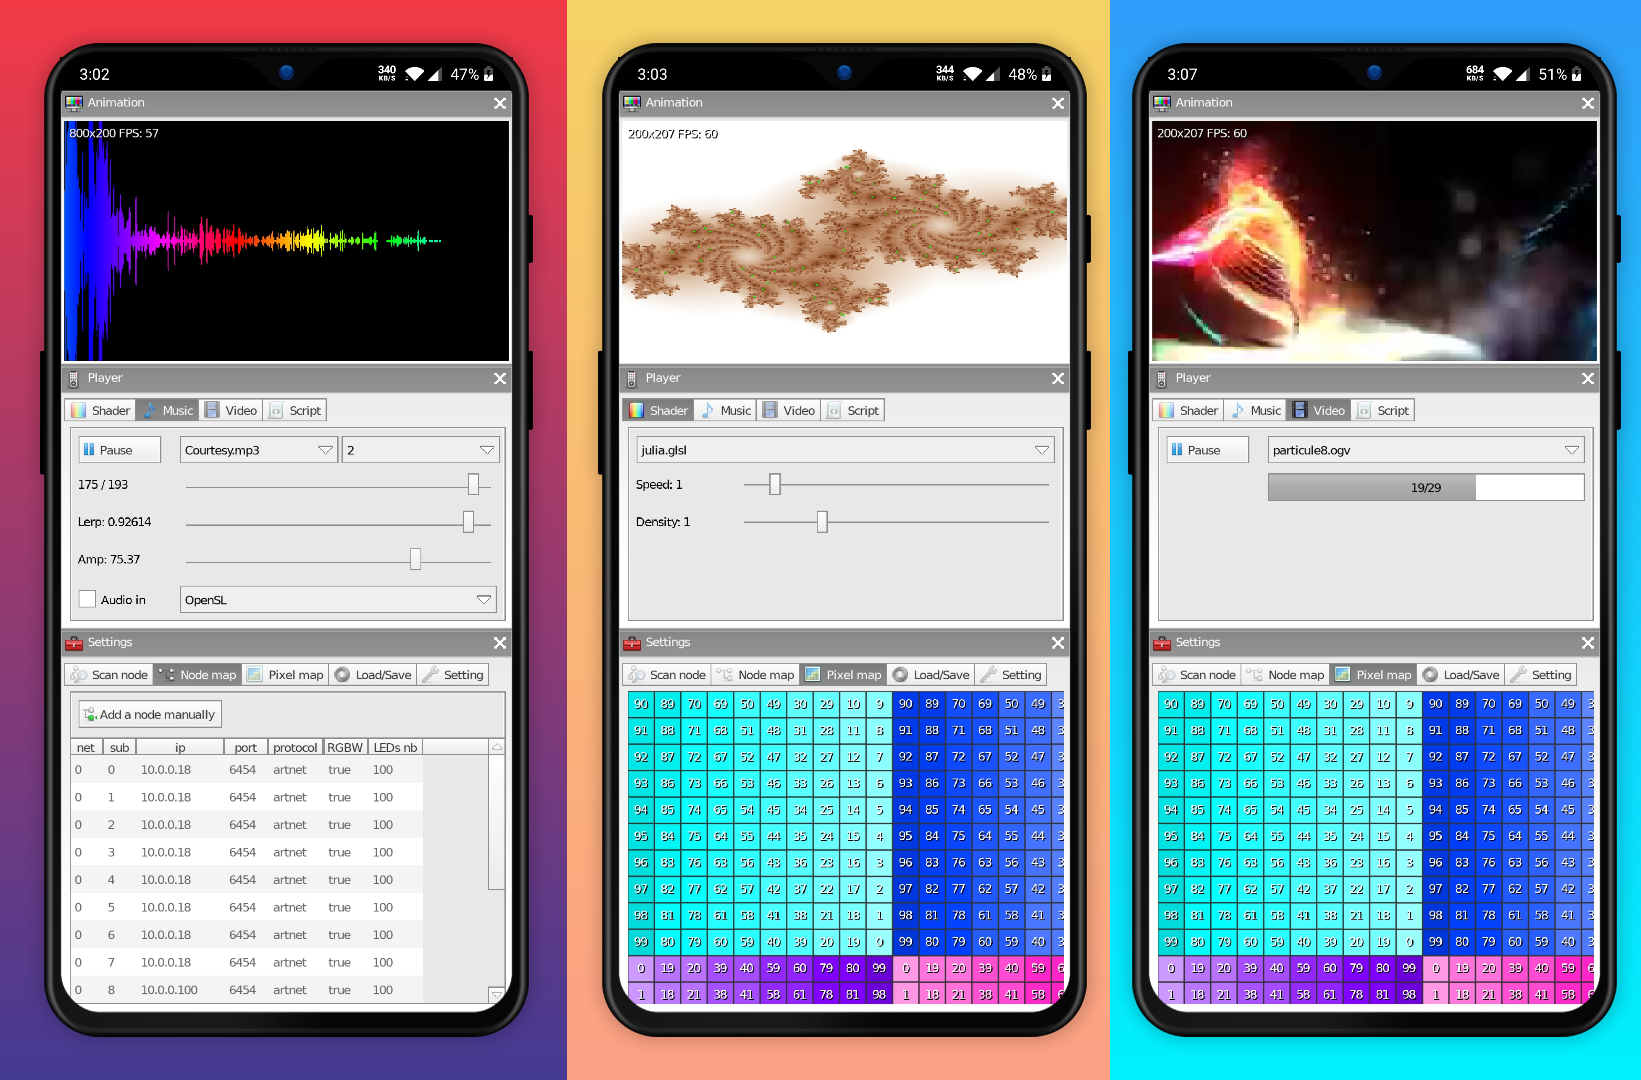 3:02
340 KB/S
47%
Animation
800x200 FPS: 57
Player
Shader Music Video Script
Pause Courtesy.mp3 2
175 / 193
Lerp: 0.92614
Amp: 75.37
Audio in OpenSL
Settings
Scan node Node map Pixel map Load/Save Setting
Add a node manually
net sub ip port protocol RGBW LEDs nb
0 0 10.0.0.18 6454 artnet true 100
0 1 10.0.0.18 6454 artnet true 100
0 2 10.0.0.18 6454 artnet true 100
0 3 10.0.0.18 6454 artnet true 100
0 4 10.0.0.18 6454 artnet true 100
0 5 10.0.0.18 6454 artnet true 100
0 6 10.0.0.18 6454 artnet true 100
0 7 10.0.0.18 6454 artnet true 100
0 8 10.0.0.100 6454 artnet true 100
3:03
344 KB/S
48%
Animation
200x207 FPS: 60
Player
Shader Music Video Script
julia.glsl
Speed: 1
Density: 1
Settings
Scan node Node map Pixel map Load/Save Setting
90 89 70 69 50 49 30 29 10 9 90 89 70 69 50 49 3
91 88 71 68 51 48 31 28 11 8 91 88 71 68 51 48 3
92 87 72 67 52 47 32 27 12 7 92 87 72 67 52 47 3
93 86 73 66 53 46 33 26 13 6 93 86 73 66 53 46 3
94 85 74 65 54 45 34 25 14 5 94 85 74 65 54 45 3
95 84 75 64 55 44 35 24 15 4 95 84 75 64 55 44 3
96 83 76 63 56 43 36 23 16 3 96 83 76 63 56 43 3
97 82 77 62 57 42 37 22 17 2 97 82 77 62 57 42 3
98 81 78 61 58 41 38 21 18 1 98 81 78 61 58 41 3
99 80 79 60 59 40 39 20 19 0 99 80 79 60 59 40 3
0 19 20 39 40 59 60 79 80 99 0 19 20 39 40 59 6
1 18 21 38 41 58 61 78 81 98 1 18 21 38 41 58 6
3:07
684 KB/S
51%
Animation
200x207 FPS: 60
Player
Shader Music Video Script
Pause particule8.ogv
19/29
Settings
Scan node Node map Pixel map Load/Save Setting
90 89 70 69 50 49 30 29 10 9 90 89 70 69 50 49 3
91 88 71 68 51 48 31 28 11 8 91 88 71 68 51 48 3
92 87 72 67 52 47 32 27 12 7 92 87 72 67 52 47 3
93 86 73 66 53 46 33 26 13 6 93 86 73 66 53 46 3
94 85 74 65 54 45 34 25 14 5 94 85 74 65 54 45 3
95 84 75 64 55 44 35 24 15 4 95 84 75 64 55 44 3
96 83 76 63 56 43 36 23 16 3 96 83 76 63 56 43 3
97 82 77 62 57 42 37 22 17 2 97 82 77 62 57 42 3
98 81 78 61 58 41 38 21 18 1 98 81 78 61 58 41 3
99 80 79 60 59 40 39 20 19 0 99 80 79 60 59 40 3
0 19 20 39 40 59 60 79 80 99 0 19 20 39 40 59 6
1 18 21 38 41 58 61 78 81 98 1 18 21 38 41 58 6